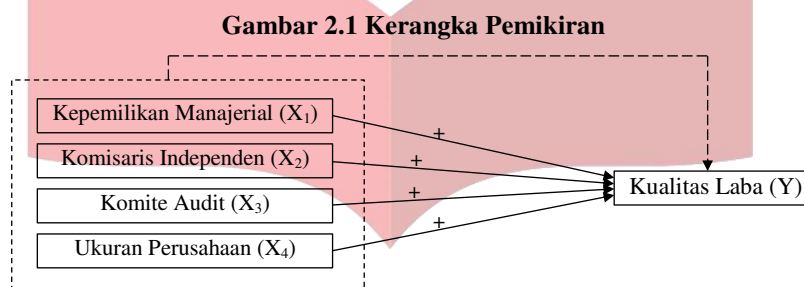 Gambar 2.1 Kerangka Pemikiran
Kepemilikan Manajerial (X₁)
+
Komisaris Independen (X₂)
+
Kualitas Laba (Y)
Komite Audit (X₃)
+
Ukuran Perusahaan (X₄)
+